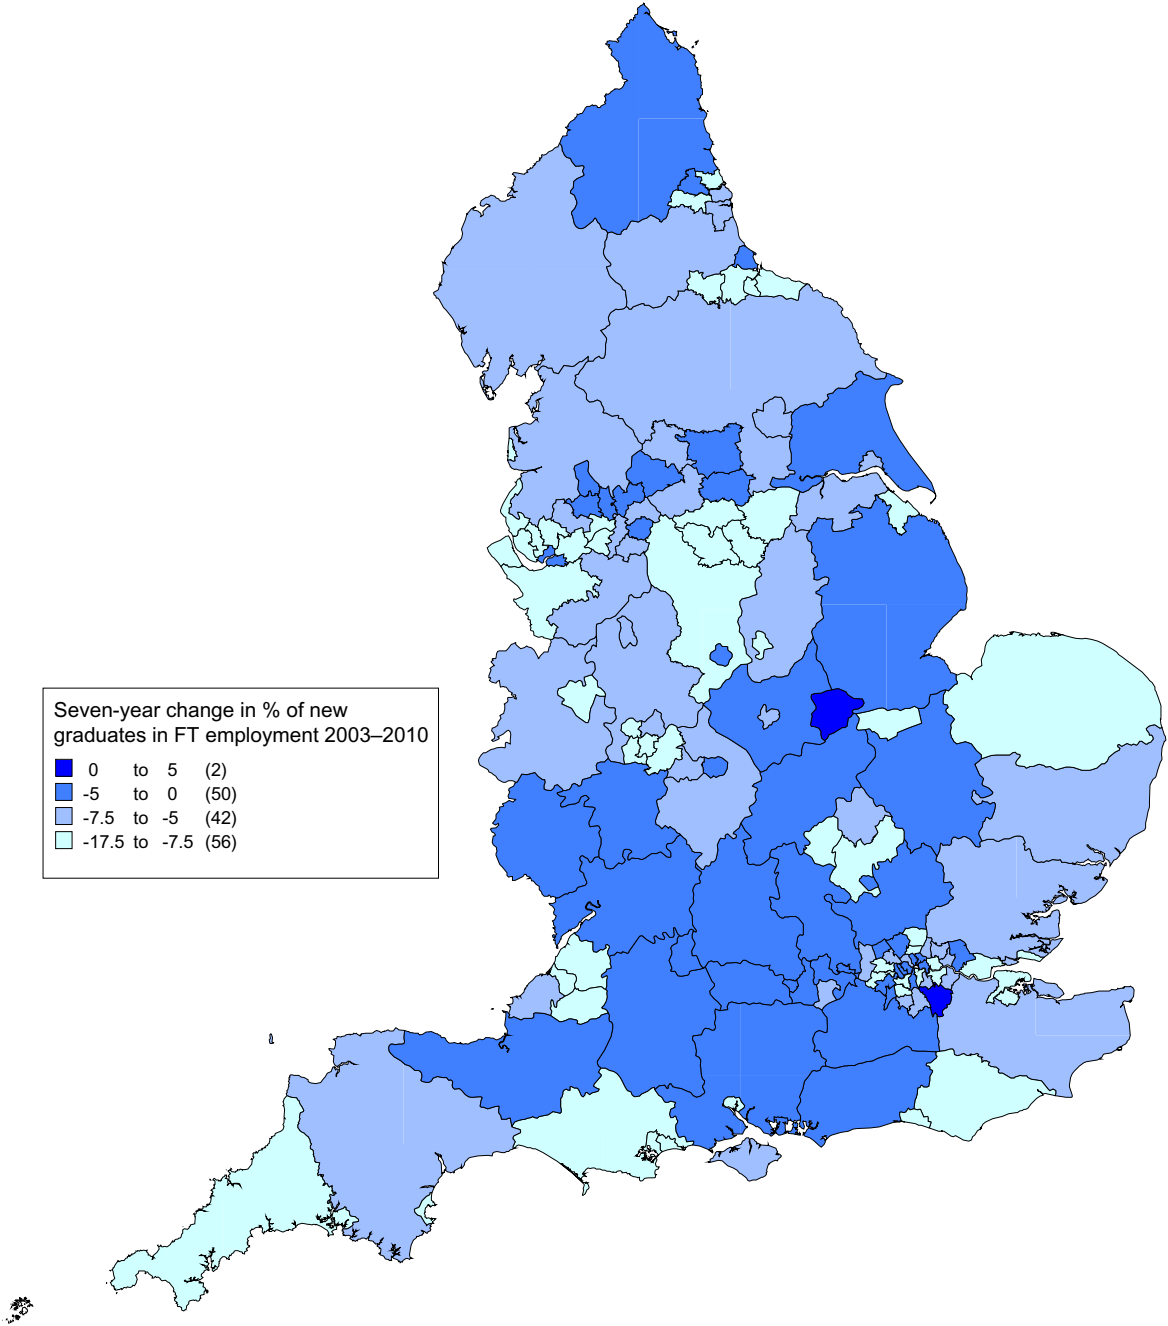 Seven-year change in % of new
graduates in FT employment 2003–2010
0 to 5 (2)
-5 to 0 (50)
-7.5 to -5 (42)
-17.5 to -7.5 (56)